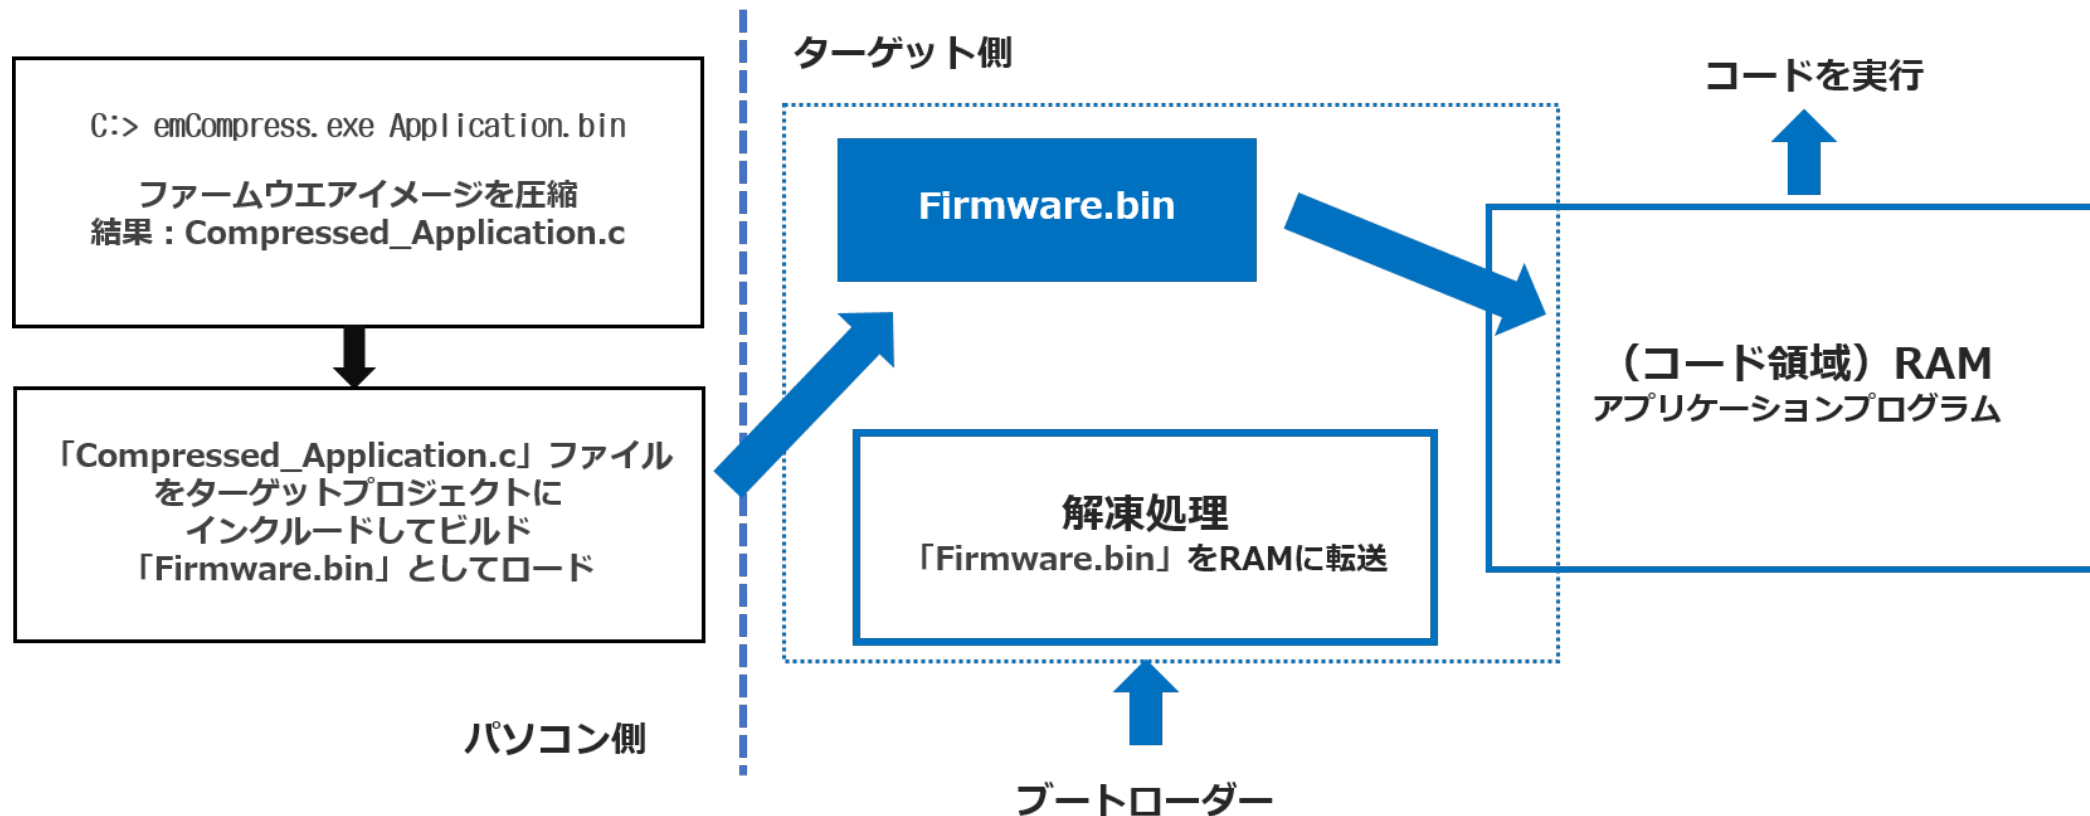 C:> emCompress.exe Application.bin
ファームウエアイメージを圧縮
結果：Compressed_Application.c
「Compressed_Application.c」ファイル
をターゲットプロジェクトに
インクルードしてビルド
「Firmware.bin」としてロード
パソコン側
ターゲット側
Firmware.bin
解凍処理
「Firmware.bin」をRAMに転送
ブートローダー
コードを実行
（コード領域）RAM
アプリケーションプログラム